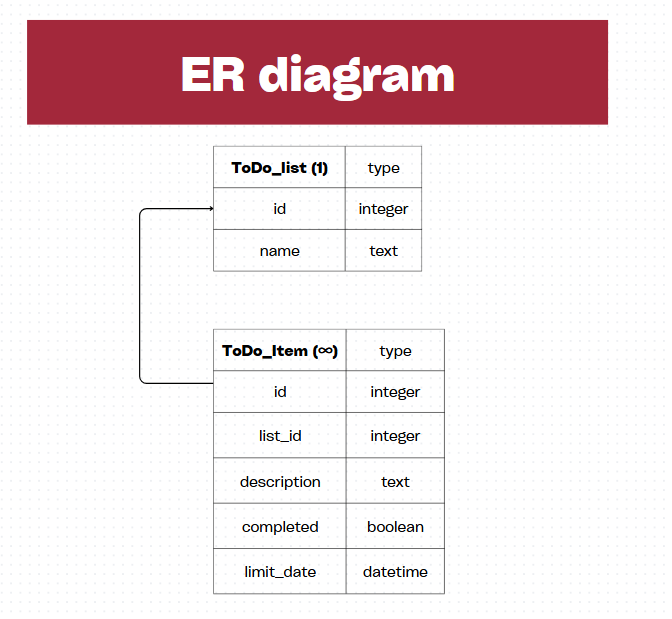 ER diagram
ToDo_list (1) type
id integer
name text
ToDo_Item (∞) type
id integer
list_id integer
description text
completed boolean
limit_date datetime